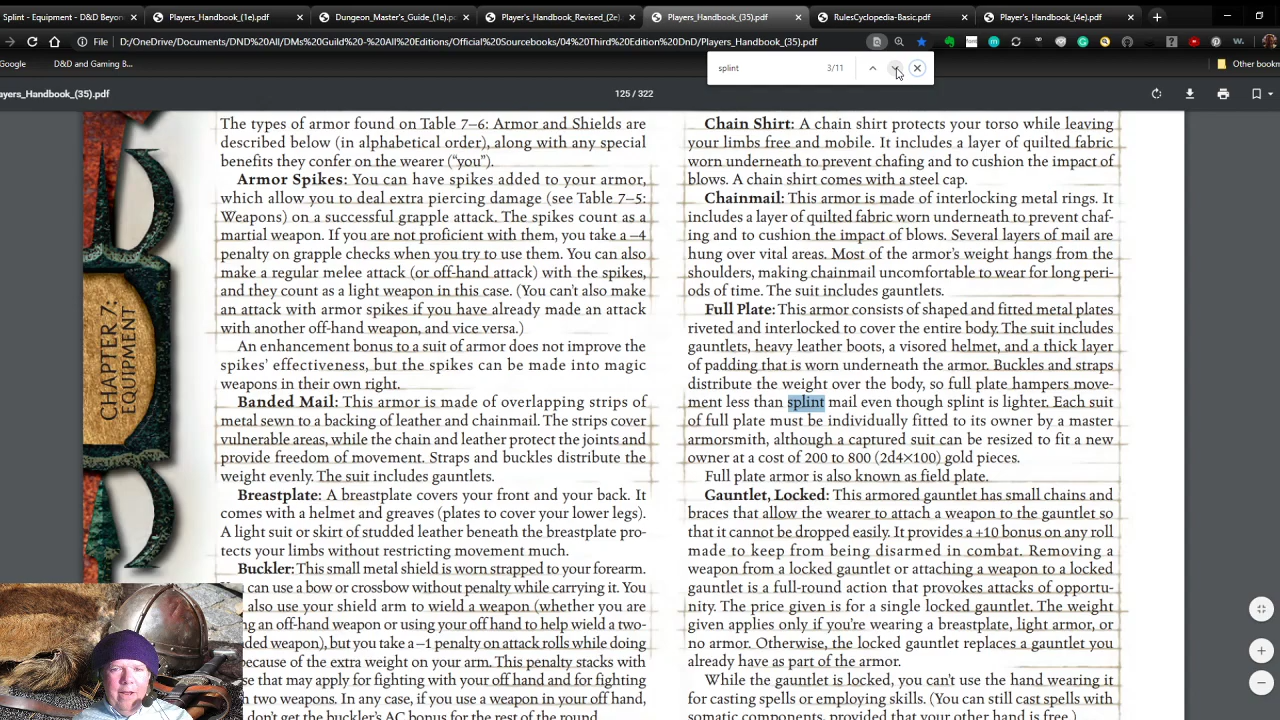 Splint - Equipment - D&D Beyond
Players_Handbook_(1e).pdf
Dungeon_Master's_Guide_(1e).pdf
Player's_Handbook_Revised_(2e)
Players_Handbook_(35).pdf
RulesCyclopedia-Basic.pdf
Player's_Handbook_(4e).pdf
File
D:/OneDrive/Documents/DND%20All/DMs%20Guild%20-%20All%20Editions/Official%20Sourcebooks/04%20Third%20Edition%20DnD/Players_Handbook_(35).pdf
Google
D&D and Gaming B...
Other bookm
splint
3/11
ayers_Handbook_(35).pdf
125 / 322
CHAPTER 7:
EQUIPMENT
The types of armor found on Table 7–6: Armor and Shields are
described below (in alphabetical order), along with any special
benefits they confer on the wearer (“you”).
Armor Spikes: You can have spikes added to your armor,
which allow you to deal extra piercing damage (see Table 7–5:
Weapons) on a successful grapple attack. The spikes count as a
martial weapon. If you are not proficient with them, you take a –4
penalty on grapple checks when you try to use them. You can also
make a regular melee attack (or off-hand attack) with the spikes,
and they count as a light weapon in this case. (You can’t also make
an attack with armor spikes if you have already made an attack
with another off-hand weapon, and vice versa.)
An enhancement bonus to a suit of armor does not improve the
spikes’ effectiveness, but the spikes can be made into magic
weapons in their own right.
Banded Mail: This armor is made of overlapping strips of
metal sewn to a backing of leather and chainmail. The strips cover
vulnerable areas, while the chain and leather protect the joints and
provide freedom of movement. Straps and buckles distribute the
weight evenly. The suit includes gauntlets.
Breastplate: A breastplate covers your front and your back. It
comes with a helmet and greaves (plates to cover your lower legs).
A light suit or skirt of studded leather beneath the breastplate pro-
tects your limbs without restricting movement much.
Buckler: This small metal shield is worn strapped to your forearm.
can use a bow or crossbow without penalty while carrying it. You
also use your shield arm to wield a weapon (whether you are
an off-hand weapon or using your off hand to help wield a two-
weapon), but you take a –1 penalty on attack rolls while doing
because of the extra weight on your arm. This penalty stacks with
that may apply for fighting with your off hand and for fighting
two weapons. In any case, if you use a weapon in your off hand,
don’t get the buckler’s AC bonus for the rest of the round.
Chain Shirt: A chain shirt protects your torso while leaving
your limbs free and mobile. It includes a layer of quilted fabric
worn underneath to prevent chafing and to cushion the impact of
blows. A chain shirt comes with a steel cap.
Chainmail: This armor is made of interlocking metal rings. It
includes a layer of quilted fabric worn underneath to prevent chaf-
ing and to cushion the impact of blows. Several layers of mail are
hung over vital areas. Most of the armor’s weight hangs from the
shoulders, making chainmail uncomfortable to wear for long peri-
ods of time. The suit includes gauntlets.
Full Plate: This armor consists of shaped and fitted metal plates
riveted and interlocked to cover the entire body. The suit includes
gauntlets, heavy leather boots, a visored helmet, and a thick layer
of padding that is worn underneath the armor. Buckles and straps
distribute the weight over the body, so full plate hampers move-
ment less than splint mail even though splint is lighter. Each suit
of full plate must be individually fitted to its owner by a master
armorsmith, although a captured suit can be resized to fit a new
owner at a cost of 200 to 800 (2d4×100) gold pieces.
Full plate armor is also known as field plate.
Gauntlet, Locked: This armored gauntlet has small chains and
braces that allow the wearer to attach a weapon to the gauntlet so
that it cannot be dropped easily. It provides a +10 bonus on any roll
made to keep from being disarmed in combat. Removing a
weapon from a locked gauntlet or attaching a weapon to a locked
gauntlet is a full-round action that provokes attacks of opportu-
nity. The price given is for a single locked gauntlet. The weight
given applies only if you’re wearing a breastplate, light armor, or
no armor. Otherwise, the locked gauntlet replaces a gauntlet you
already have as part of the armor.
While the gauntlet is locked, you can’t use the hand wearing it
for casting spells or employing skills. (You can still cast spells with
somatic components, provided that your other hand is free.)